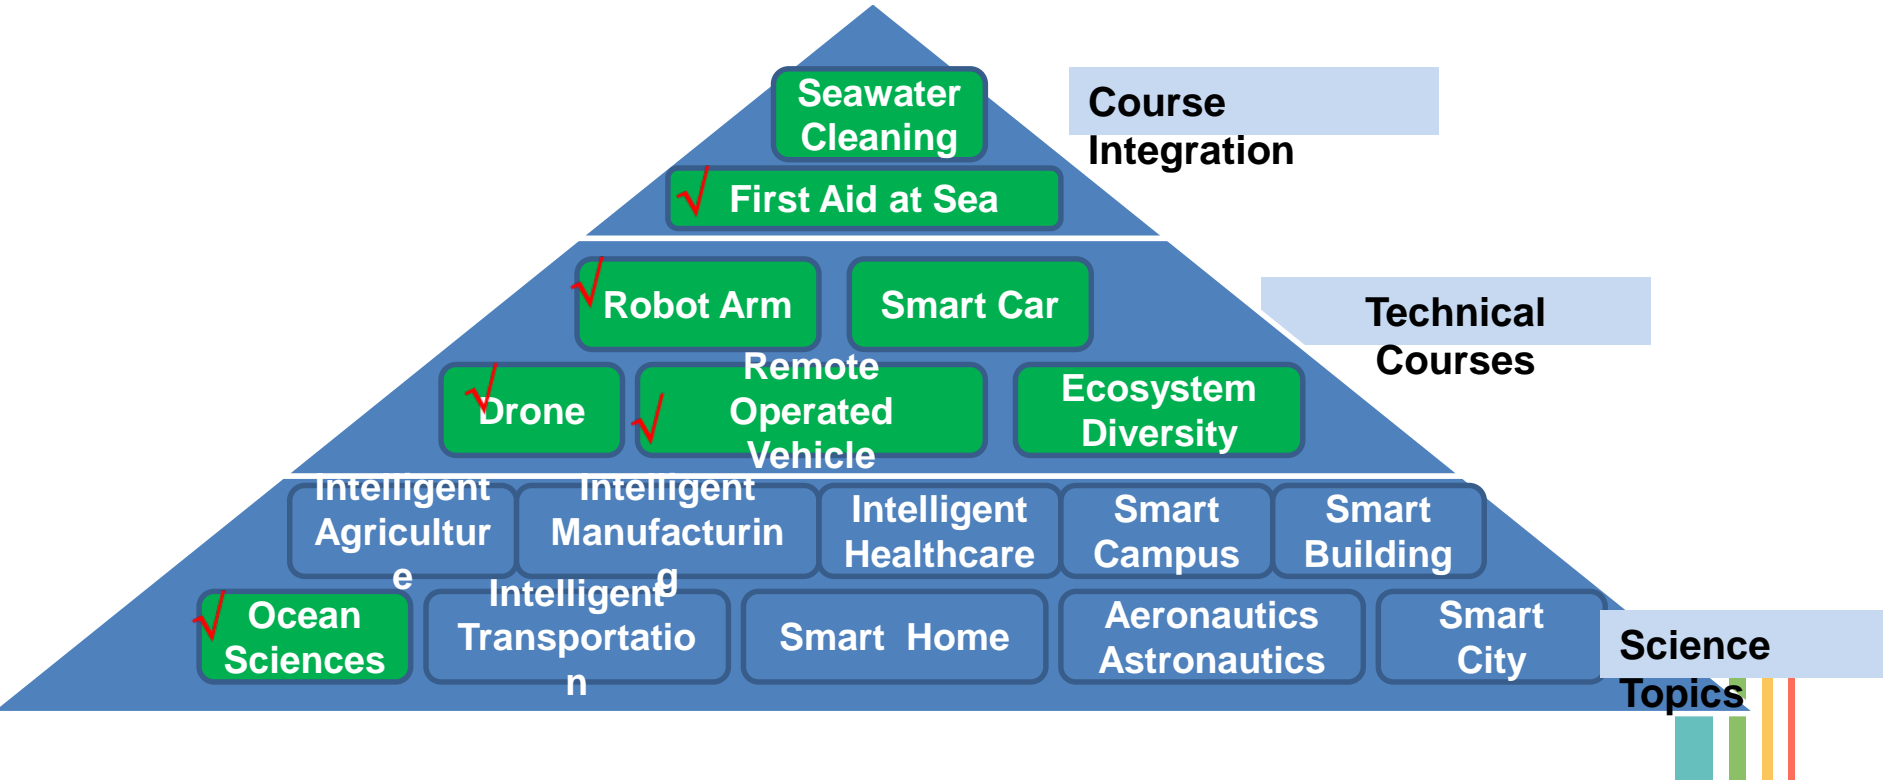 Seawater
Cleaning
Course
Integration
√ First Aid at Sea
√ Robot Arm
Smart Car
Technical
Courses
√ Drone
√ Remote
Operated
Vehicle
Ecosystem
Diversity
Intelligent
Agricultur
e
Intelligent
Manufacturin
g
Intelligent
Healthcare
Smart
Campus
Smart
Building
√ Ocean
Sciences
Intelligent
Transportatio
n
Smart Home
Aeronautics
Astronautics
Smart
City
Science
Topics